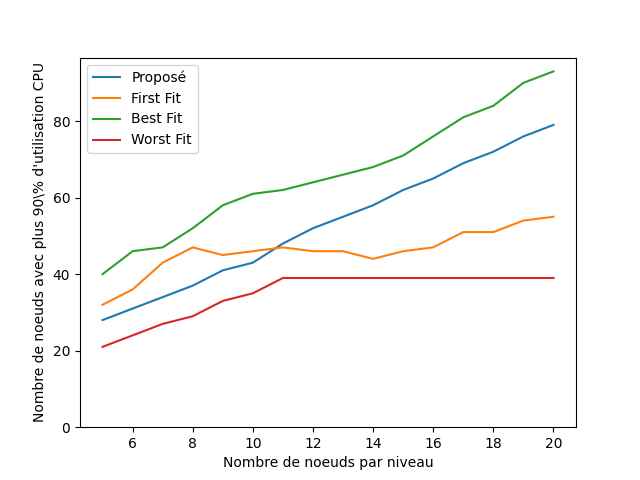 Proposé
First Fit
Best Fit
Worst Fit
Nombre de noeuds avec plus 90\% d'utilisation CPU
80
60
40
20
0
6 8 10 12 14 16 18 20
Nombre de noeuds par niveau